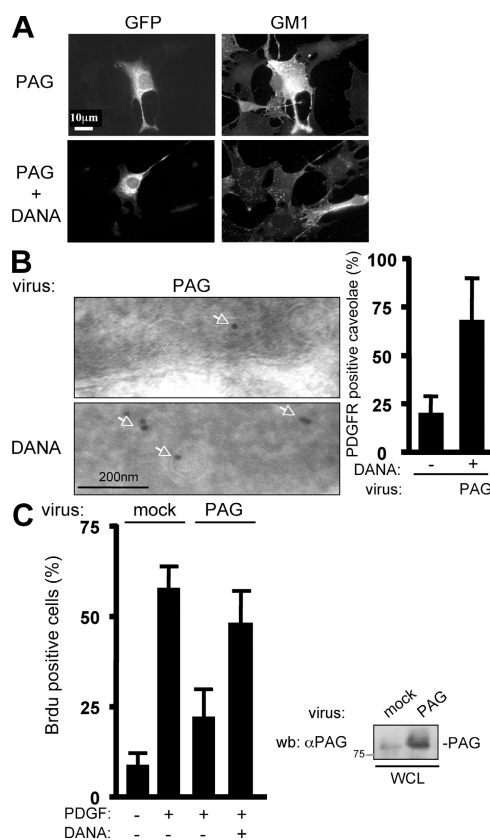 A
GFP
GM1
PAG
10μm
PAG
+
DANA
B
virus:
PAG
DANA
200nm
PDGFR positive caveolae (%)
100
75
50
25
0
DANA: - +
virus: PAG
C
virus: mock PAG
Brdu positive cells (%)
75
50
25
0
PDGF: - + + +
DANA: +
virus: mock PAG
wb: αPAG
75
-PAG
WCL